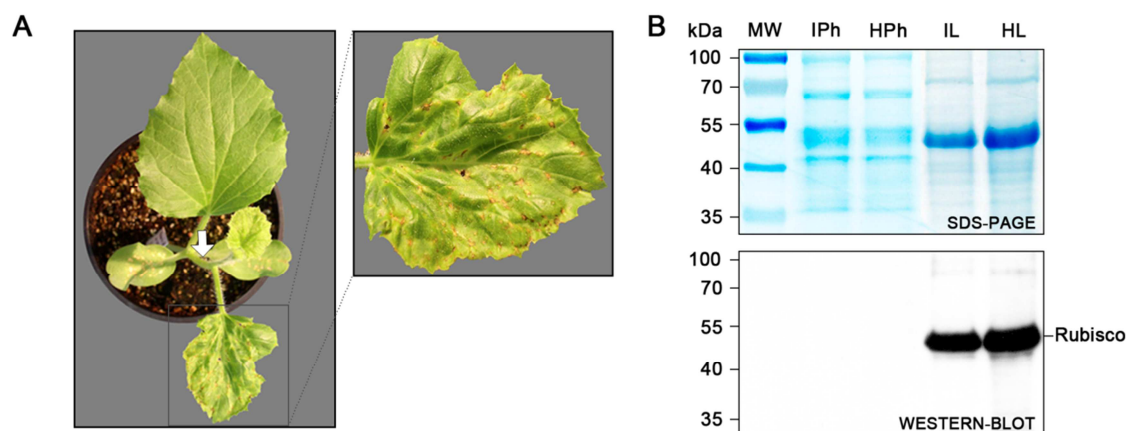 A
B
kDa MW IPh HPh IL HL
100
70
55
40
35
SDS-PAGE
100
70
55
Rubisco
40
35
WESTERN-BLOT